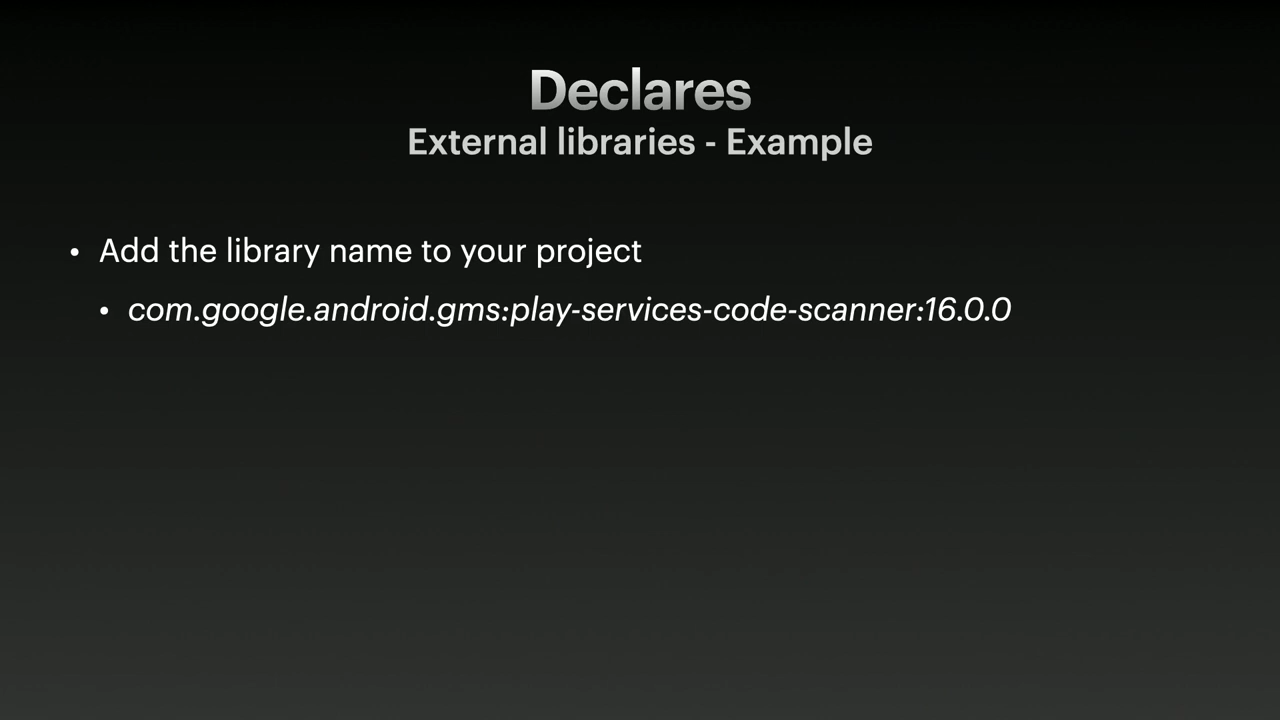 Declares
External libraries - Example
• Add the library name to your project
• com.google.android.gms:play-services-code-scanner:16.0.0